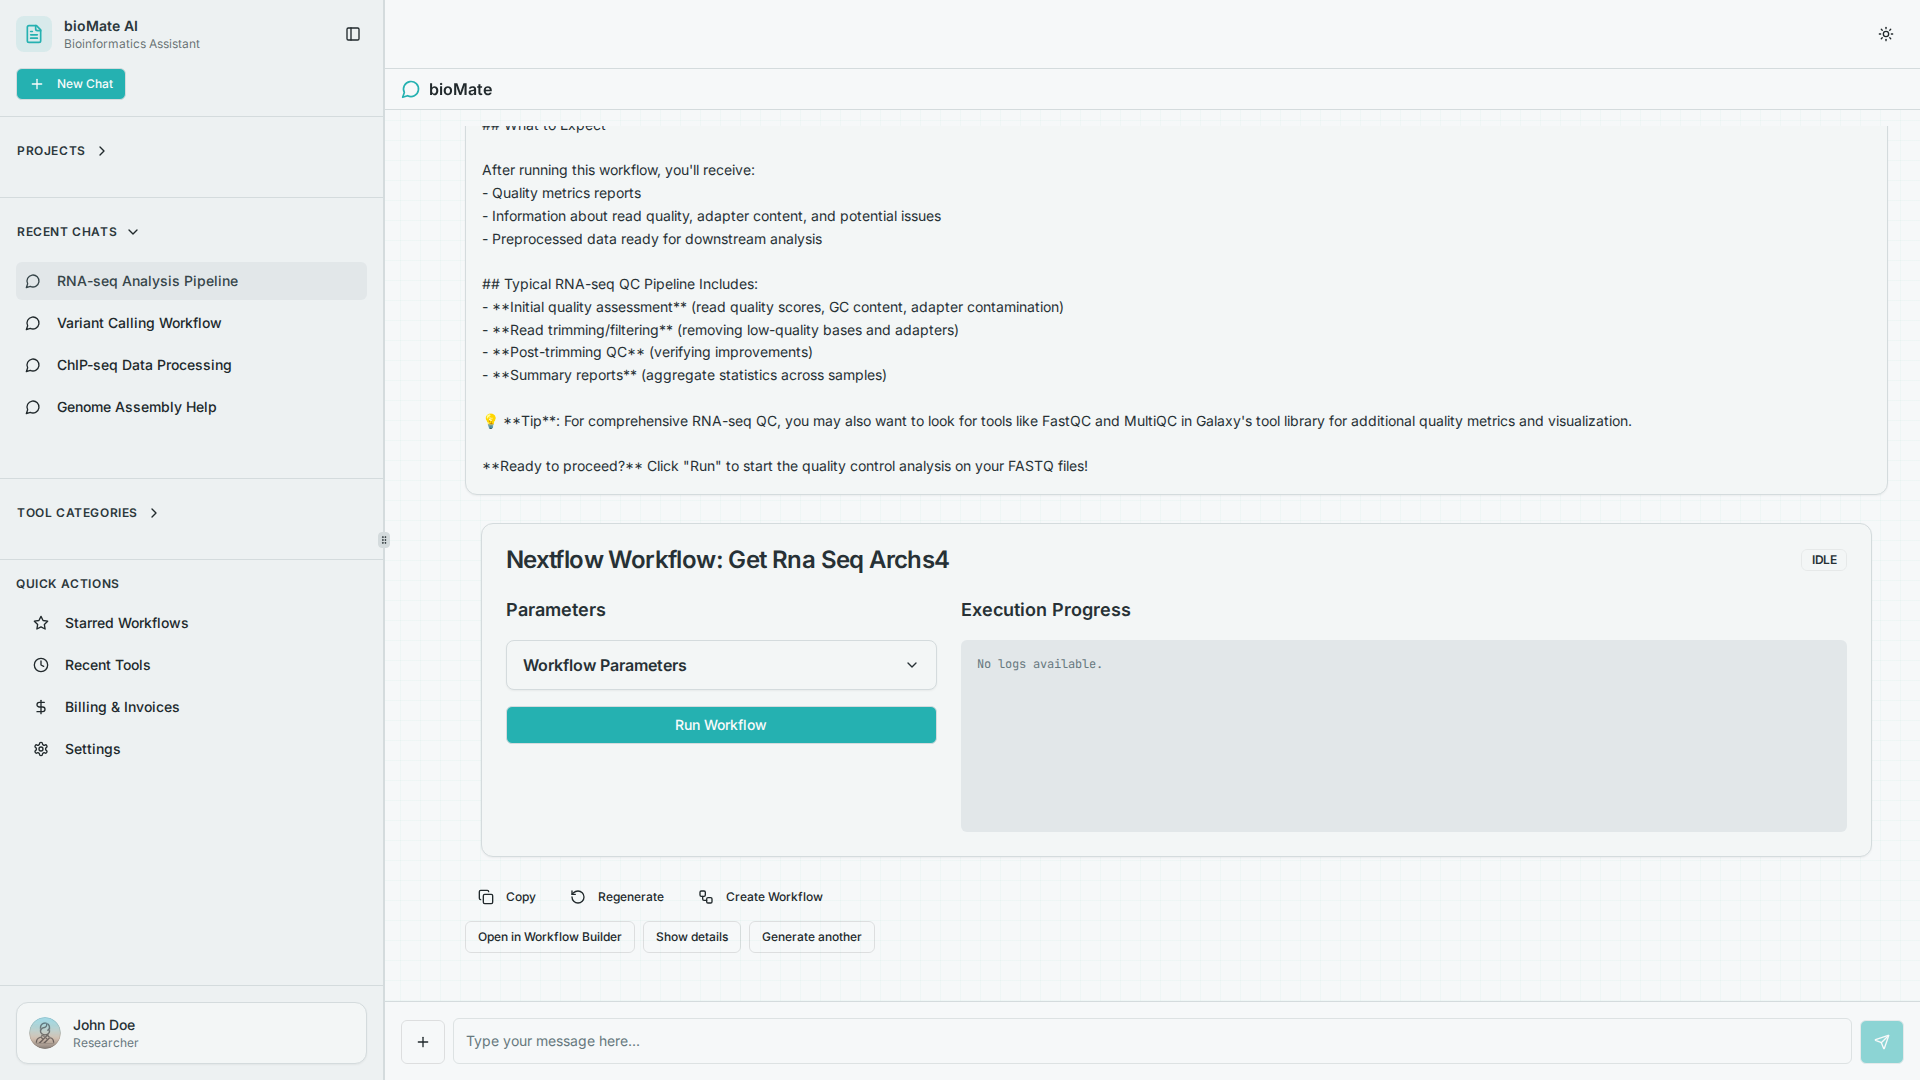 bioMate AI
Bioinformatics Assistant
New Chat
PROJECTS
RECENT CHATS
RNA-seq Analysis Pipeline
Variant Calling Workflow
ChIP-seq Data Processing
Genome Assembly Help
TOOL CATEGORIES
QUICK ACTIONS
Starred Workflows
Recent Tools
Billing & Invoices
Settings
John Doe
Researcher
bioMate
## What to Expect
After running this workflow, you'll receive:
- Quality metrics reports
- Information about read quality, adapter content, and potential issues
- Preprocessed data ready for downstream analysis
## Typical RNA-seq QC Pipeline Includes:
- **Initial quality assessment** (read quality scores, GC content, adapter contamination)
- **Read trimming/filtering** (removing low-quality bases and adapters)
- **Post-trimming QC** (verifying improvements)
- **Summary reports** (aggregate statistics across samples)
💡 **Tip**: For comprehensive RNA-seq QC, you may also want to look for tools like FastQC and MultiQC in Galaxy's tool library for additional quality metrics and visualization.
**Ready to proceed?** Click "Run" to start the quality control analysis on your FASTQ files!
Nextflow Workflow: Get Rna Seq Archs4
IDLE
Parameters
Workflow Parameters
Run Workflow
Execution Progress
No logs available.
Copy
Regenerate
Create Workflow
Open in Workflow Builder
Show details
Generate another
Type your message here...